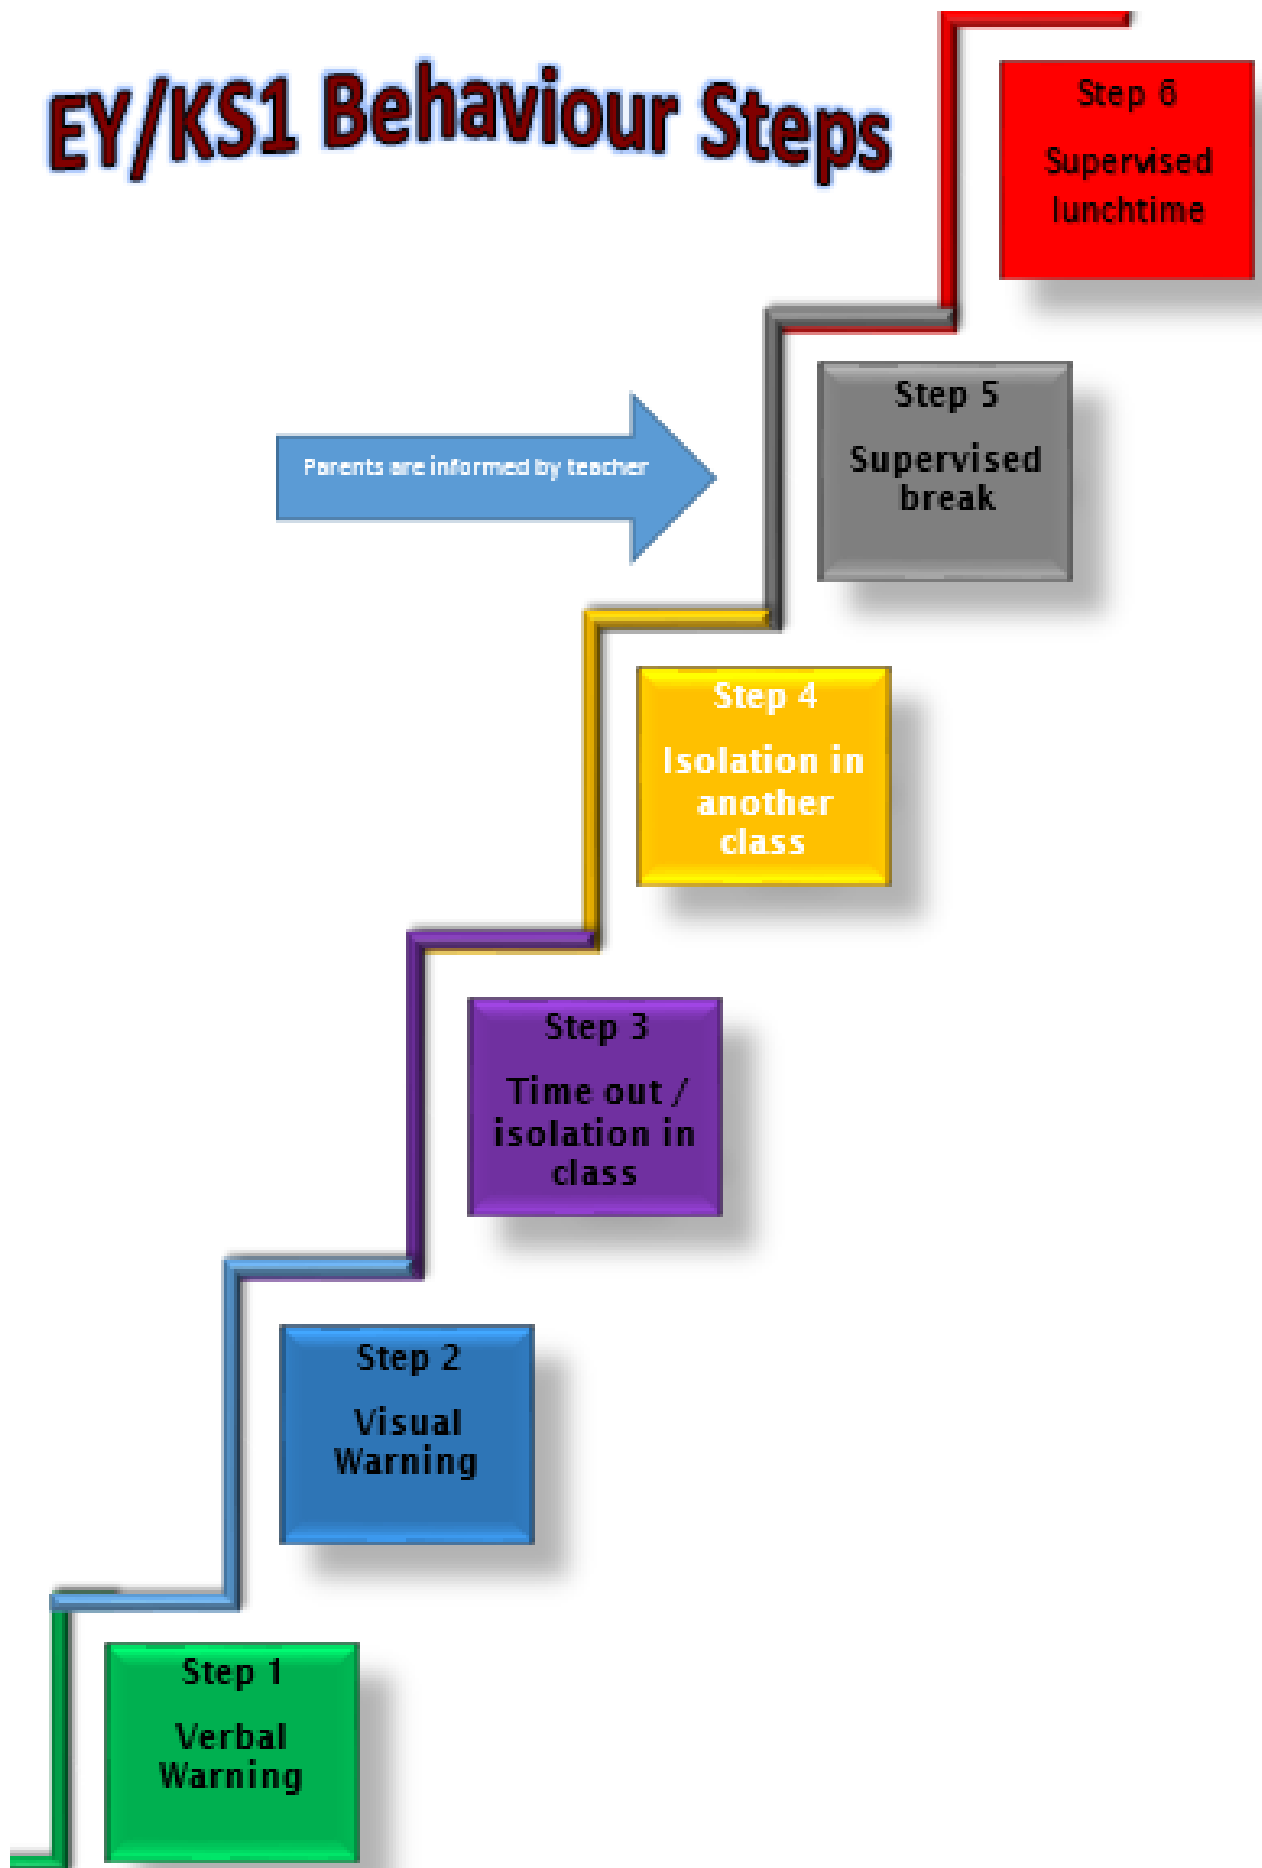 EY/KS1 Behaviour Steps
Step 6
Supervised
lunchtime
Step 5
Supervised
break
Parents are informed by teacher
Step 4
Isolation in
another
class
Step 3
Time out /
isolation in
class
Step 2
Visual
Warning
Step 1
Verbal
Warning